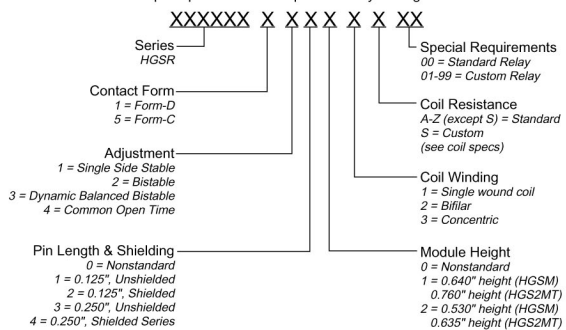 XXXXXX X X X X X X XX
Series
HGSR
Contact Form
1 = Form-D
5 = Form-C
Adjustment
1 = Single Side Stable
2 = Bistable
3 = Dynamic Balanced Bistable
4 = Common Open Time
Pin Length & Shielding
0 = Nonstandard
1 = 0.125", Unshielded
2 = 0.125", Shielded
3 = 0.250", Unshielded
4 = 0.250", Shielded Series
Special Requirements
00 = Standard Relay
01-99 = Custom Relay
Coil Resistance
A-Z (except S) = Standard
S = Custom
(see coil specs)
Coil Winding
1 = Single wound coil
2 = Bifilar
3 = Concentric
Module Height
0 = Nonstandard
1 = 0.640" height (HGSM)
0.760" height (HGS2MT)
2 = 0.530" height (HGSM)
0.635" height (HGS2MT)